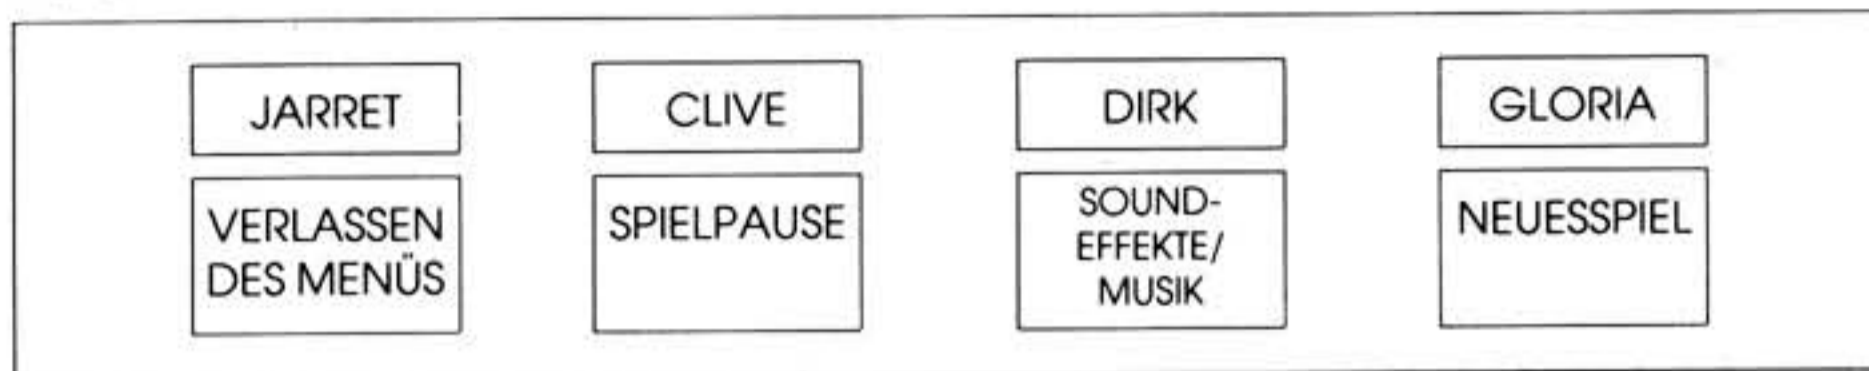 JARRET
CLIVE
DIRK
GLORIA
VERLASSEN
DES MENÜS
SPIELPAUSE
SOUND-
EFFEKTE/
MUSIK
NEUESSPIEL